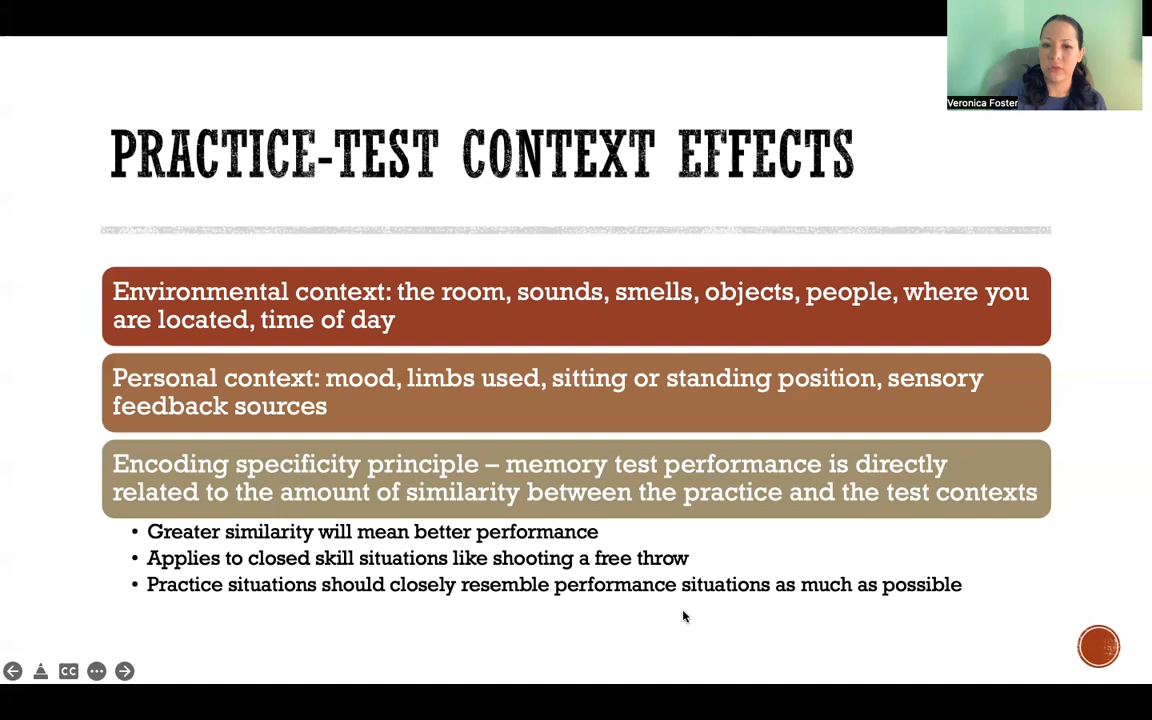 Veronica Foster
PRACTICE-TEST CONTEXT EFFECTS
Environmental context: the room, sounds, smells, objects, people, where you
are located, time of day
Personal context: mood, limbs used, sitting or standing position, sensory
feedback sources
Encoding specificity principle – memory test performance is directly
related to the amount of similarity between the practice and the test contexts
• Greater similarity will mean better performance
• Applies to closed skill situations like shooting a free throw
• Practice situations should closely resemble performance situations as much as possible
CC